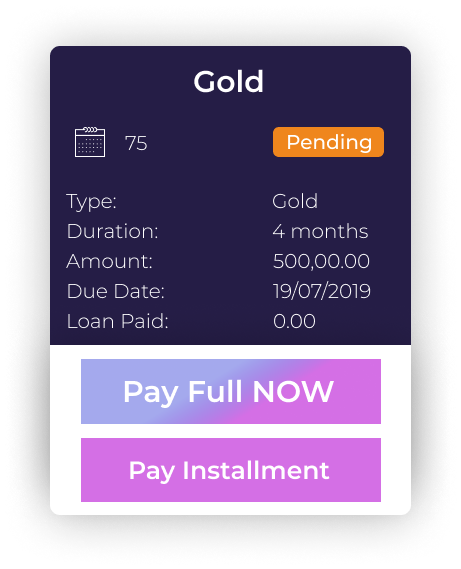 Gold
75 Pending
Type: Gold
Duration: 4 months
Amount: 500,00.00
Due Date: 19/07/2019
Loan Paid: 0.00
Pay Full NOW
Pay Installment